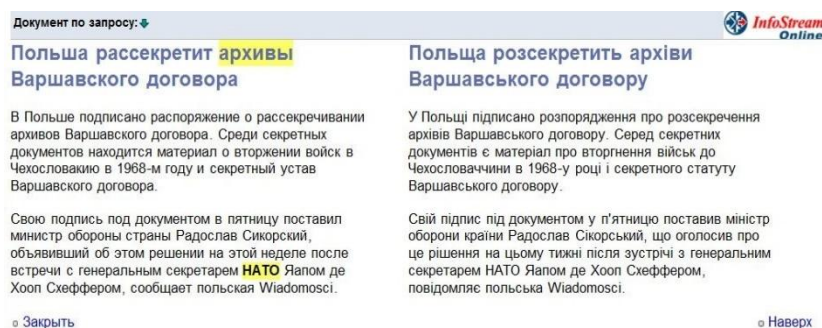 Документ по запросу:
InfoStream
Online
Польша рассекретит архивы
Варшавского договора
В Польше подписано распоряжение о рассекречивании
архивов Варшавского договора. Среди секретных
документов находится материал о вторжении войск в
Чехословакию в 1968-м году и секретный устав
Варшавского договора.
Свою подпись под документом в пятницу поставил
министр обороны страны Радослав Сикорский,
объявивший об этом решении на этой неделе после
встречи с генеральным секретарем НАТО Яапом де
Хооп Схеффером, сообщает польская Wiadomosci.
Закрыть
Польща розсекретить архіви
Варшавського договору
У Польщі підписано розпорядження про розсекречення
архівів Варшавського договору. Серед секретних
документів є матеріал про вторгнення військ до
Чехословаччини в 1968-у році і секретного статуту
Варшавського договору.
Свій підпис під документом у п'ятницю поставив міністр
оборони країни Радослав Сікорський, що оголосив про
це рішення на цьому тижні після зустрічі з генеральним
секретарем НАТО Яапом де Хооп Схеффером,
повідомляє польська Wiadomosci.
Наверх